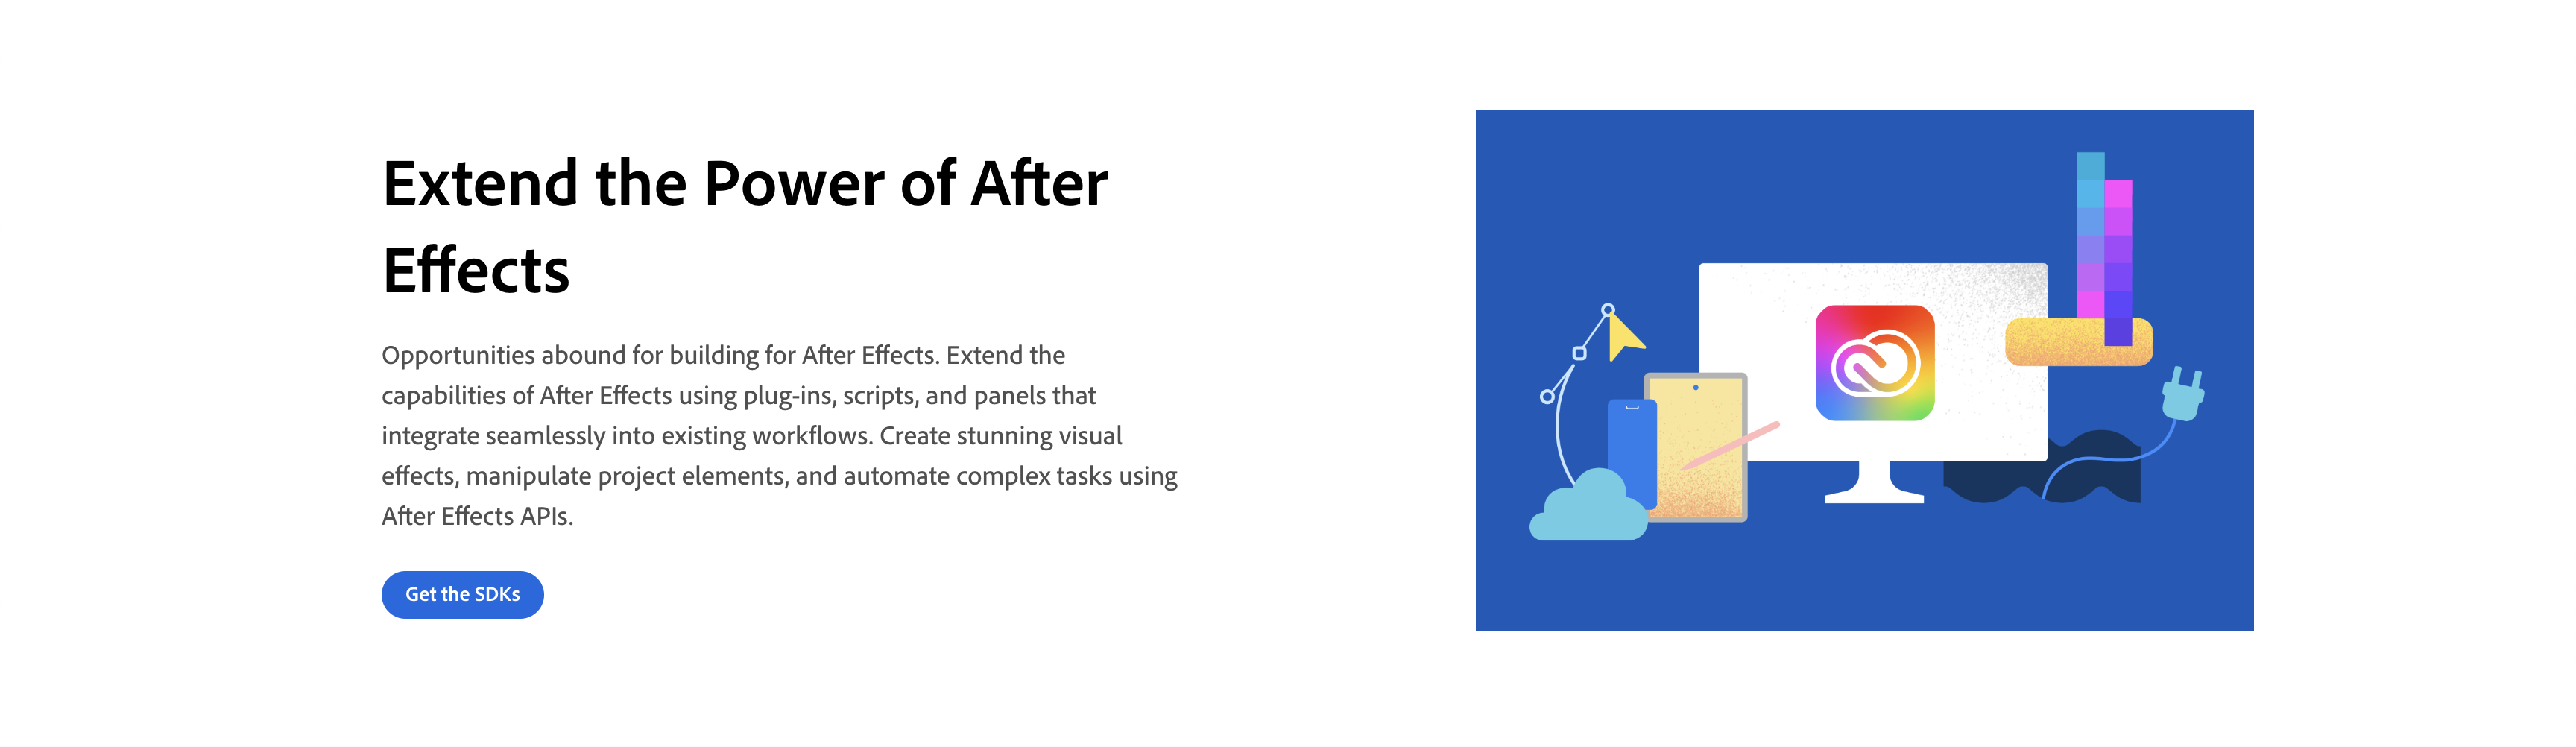 Extend the Power of After
Effects
Opportunities abound for building for After Effects. Extend the
capabilities of After Effects using plug-ins, scripts, and panels that
integrate seamlessly into existing workflows. Create stunning visual
effects, manipulate project elements, and automate complex tasks using
After Effects APIs.
Get the SDKs